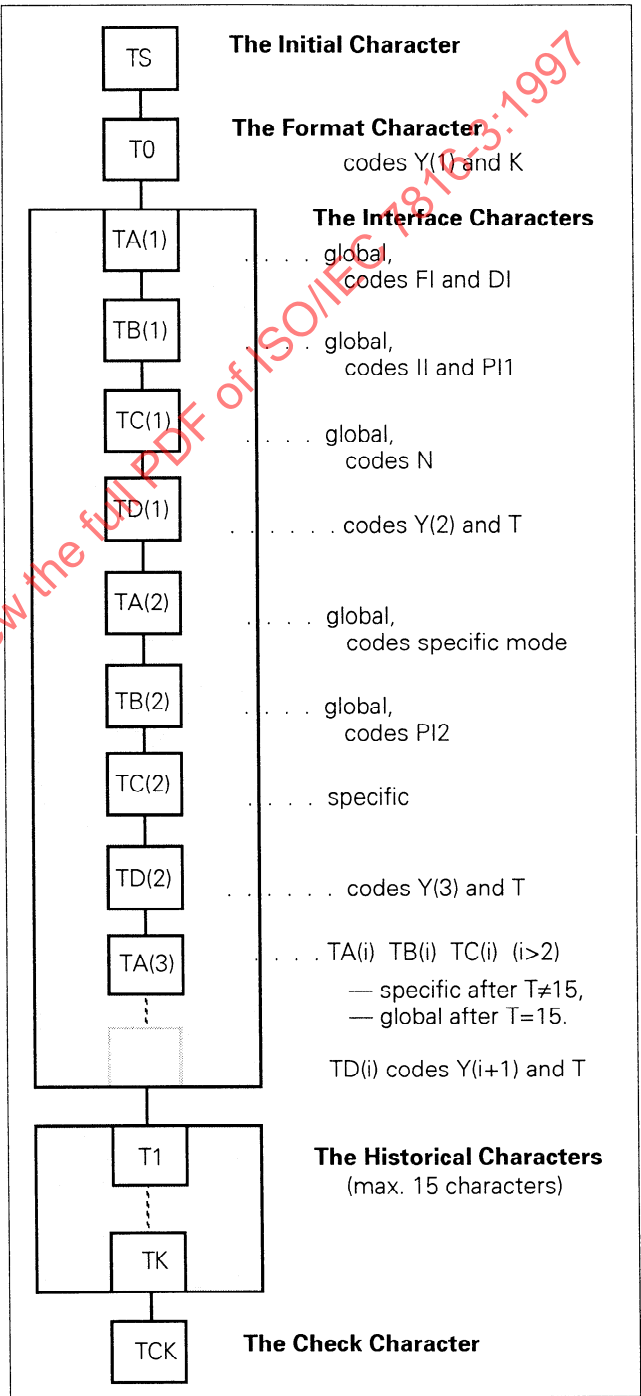 TS The Initial Character
T0 The Format Character
codes Y(1) and K
The Interface Characters
TA(1) . . . . global,
codes FI and DI
TB(1) . . . . global,
codes II and PI1
TC(1) . . . . global,
codes N
TD(1) . . . . . . codes Y(2) and T
TA(2) . . . . global,
codes specific mode
TB(2) . . . . global,
codes PI2
TC(2) . . . . specific
TD(2) . . . . . . codes Y(3) and T
TA(3) . . . . TA(i) TB(i) TC(i) (i>2)
— specific after T≠15,
— global after T=15.
TD(i) codes Y(i+1) and T
T1 The Historical Characters
(max. 15 characters)
TK
TCK The Check Character
the full PDF of ISO/IEC 7816-3:1997